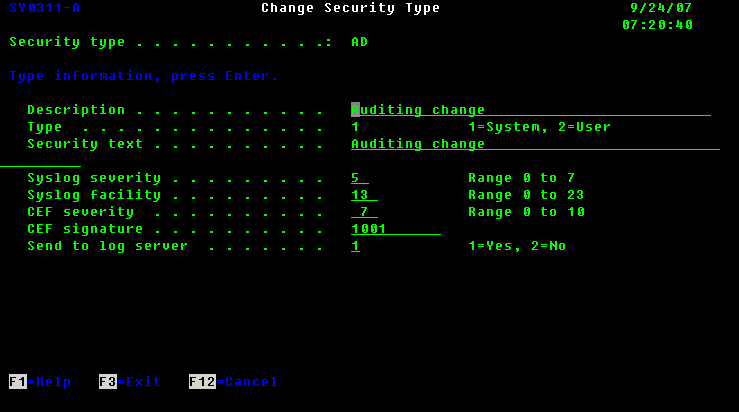 SY0311-A Change Security Type 9/24/07
07:20:40
Security type . . . . . . . . . . .: AD
Type information, press Enter.
Description . . . . . . . . . . . Auditing change
Type . . . . . . . . . . . . . . 1 1=System, 2=User
Security text . . . . . . . . . . Auditing change
Syslog severity . . . . . . . . . 5 Range 0 to 7
Syslog facility . . . . . . . . . 13 Range 0 to 23
CEF severity . . . . . . . . . . 7 Range 0 to 10
CEF signature . . . . . . . . . . 1001
Send to log server . . . . . . . 1 1=Yes, 2=No
F1=Help F3=Exit F12=Cancel